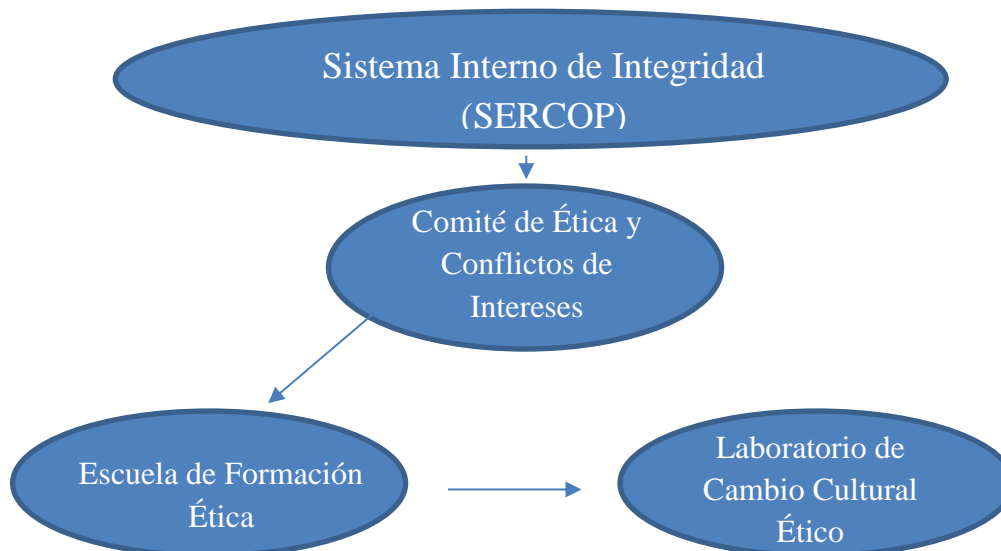 Sistema Interno de Integridad
(SERCOP)
Comité de Ética y
Conflictos de
Intereses
Escuela de Formación
Ética
Laboratorio de
Cambio Cultural
Ético